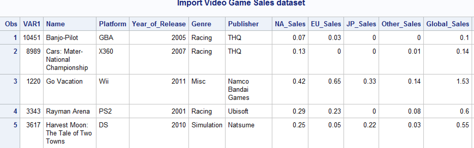 Import Video Game Sales dataset
Obs VAR1 Name Platform Year_of_Release Genre Publisher NA_Sales EU_Sales JP_Sales Other_Sales Global_Sales
1 10451 Banjo-Pilot GBA 2005 Racing THQ 0.07 0.03 0 0 0.1
2 8989 Cars: Mater- X360 2007 Racing THQ 0.13 0 0 0.01 0.14
National
Championship
3 1220 Go Vacation Wii 2011 Misc Namco 0.42 0.65 0.33 0.14 1.53
Bandai
Games
4 3343 Rayman Arena PS2 2001 Racing Ubisoft 0.29 0.23 0 0.08 0.6
5 3617 Harvest Moon: DS 2010 Simulation Natsume 0.25 0.05 0.22 0.03 0.55
The Tale of Two
Towns